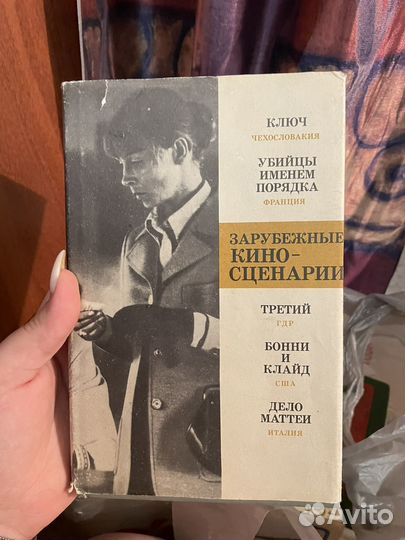 КЛЮЧ
ЧЕХОСЛОВАКИЯ
УБИЙЦЫ
ИМЕНЕМ
ПОРЯДКА
ФРАНЦИЯ
ЗАРУБЕЖНЫЕ
КИНО-
СЦЕНАРИИ
ТРЕТИЙ
ГДР
БОННИ
И
КЛАЙД
США
ДЕЛО
МАТТЕИ
ИТАЛИЯ
Avito